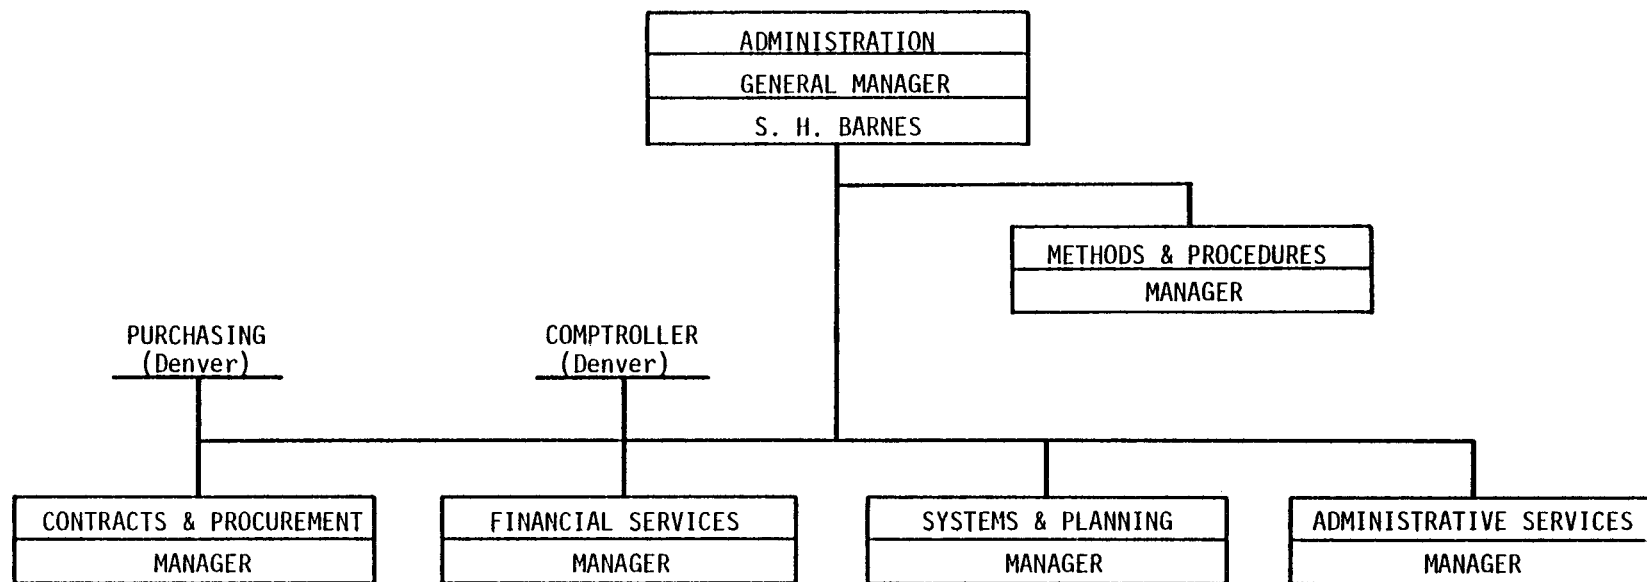 ADMINISTRATION
GENERAL MANAGER
S. H. BARNES
METHODS & PROCEDURES
MANAGER
PURCHASING
(Denver)
COMPTROLLER
(Denver)
CONTRACTS & PROCUREMENT
MANAGER
FINANCIAL SERVICES
MANAGER
SYSTEMS & PLANNING
MANAGER
ADMINISTRATIVE SERVICES
MANAGER